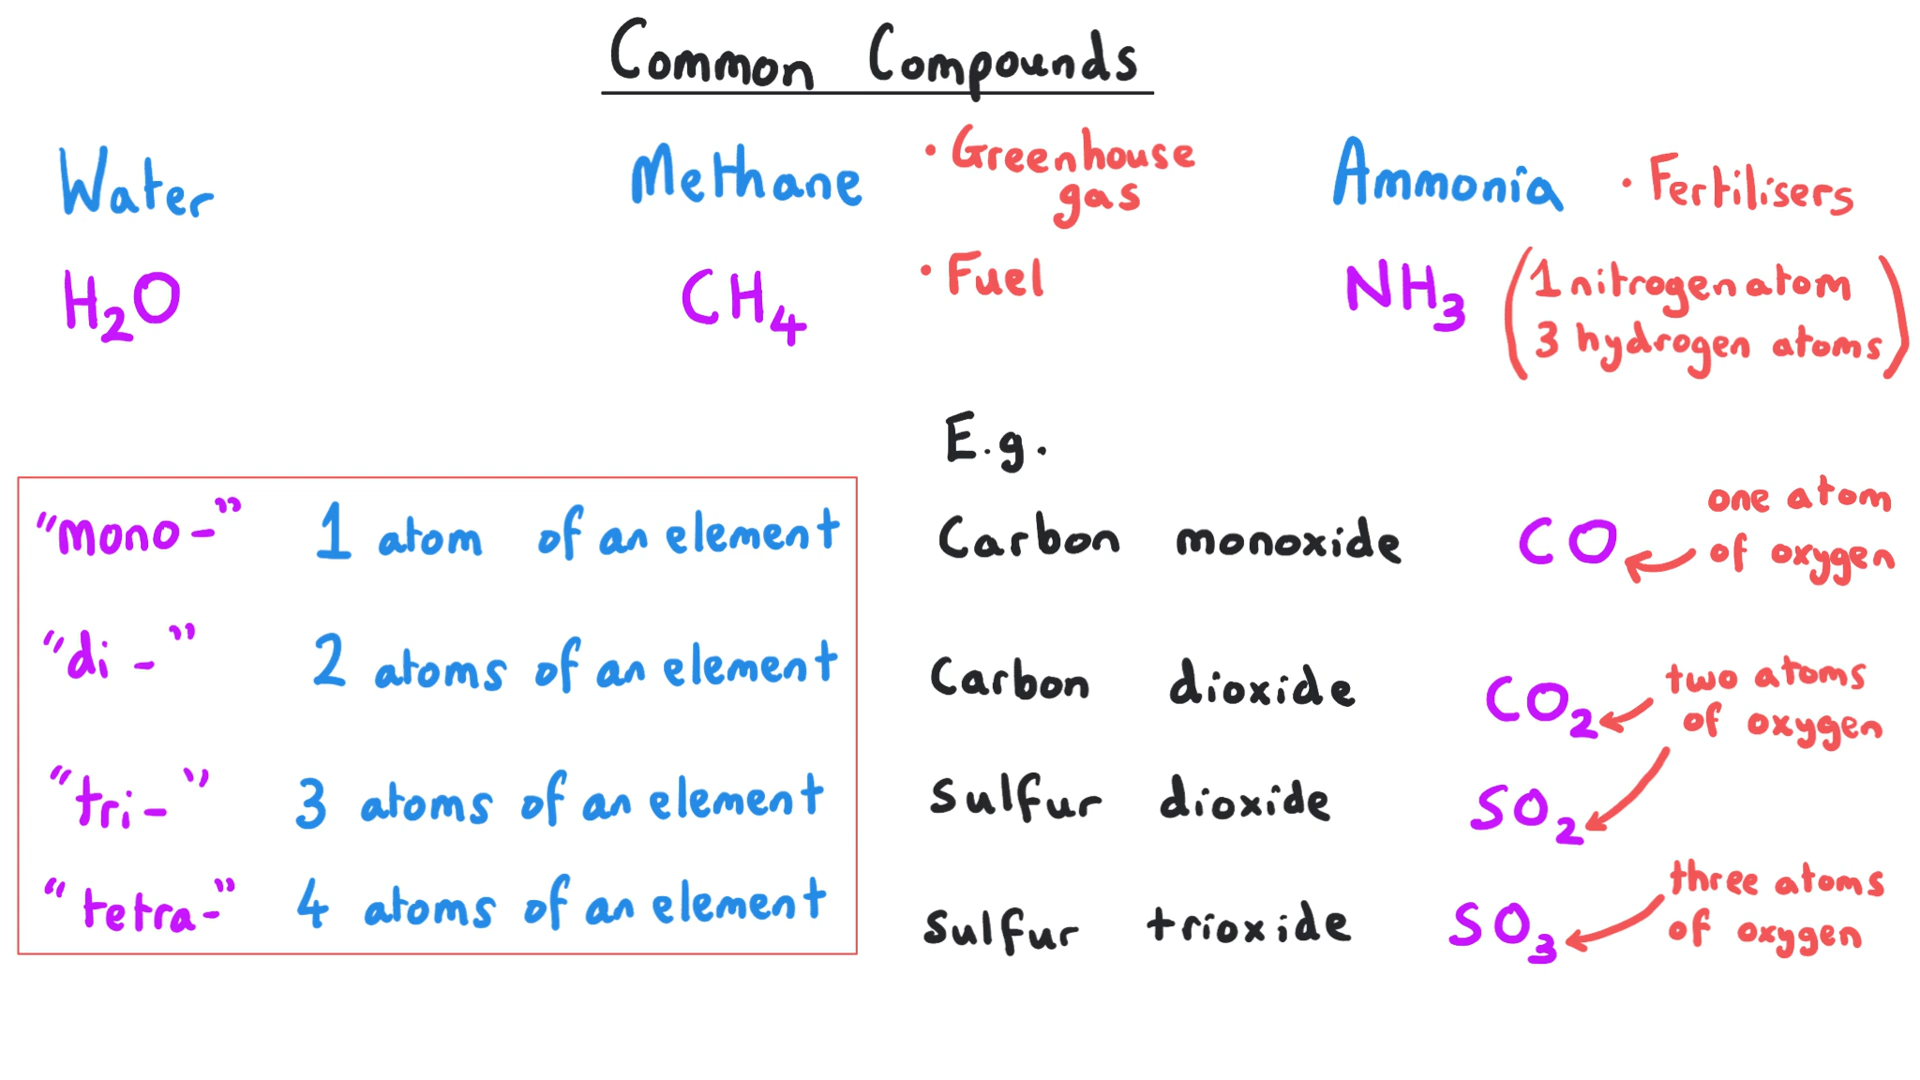 Common Compounds
Water
H₂O
Methane
CH₄
· Greenhouse
gas
· Fuel
Ammonia
· Fertilisers
NH₃
(1 nitrogen atom
3 hydrogen atoms)
"mono-" 1 atom of an element
"di-" 2 atoms of an element
"tri-" 3 atoms of an element
"tetra-" 4 atoms of an element
E.g.
Carbon monoxide CO
one atom
of oxygen
Carbon dioxide CO₂
two atoms
of oxygen
Sulfur dioxide SO₂
Sulfur trioxide SO₃
three atoms
of oxygen